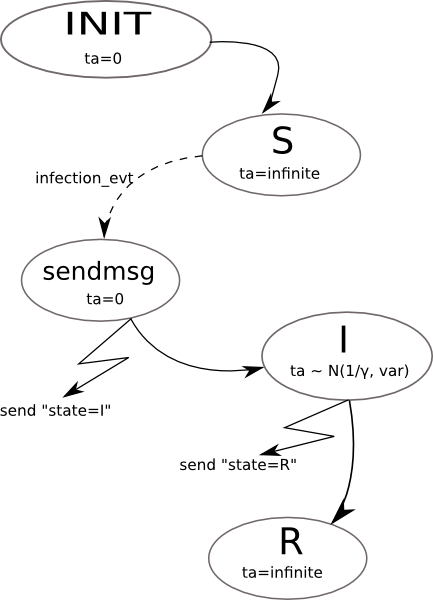 INIT
ta=0
S
ta=infinite
infection_evt
sendmsg
ta=0
I
ta ~ N(1/γ, var)
send "state=I"
send "state=R"
R
ta=infinite